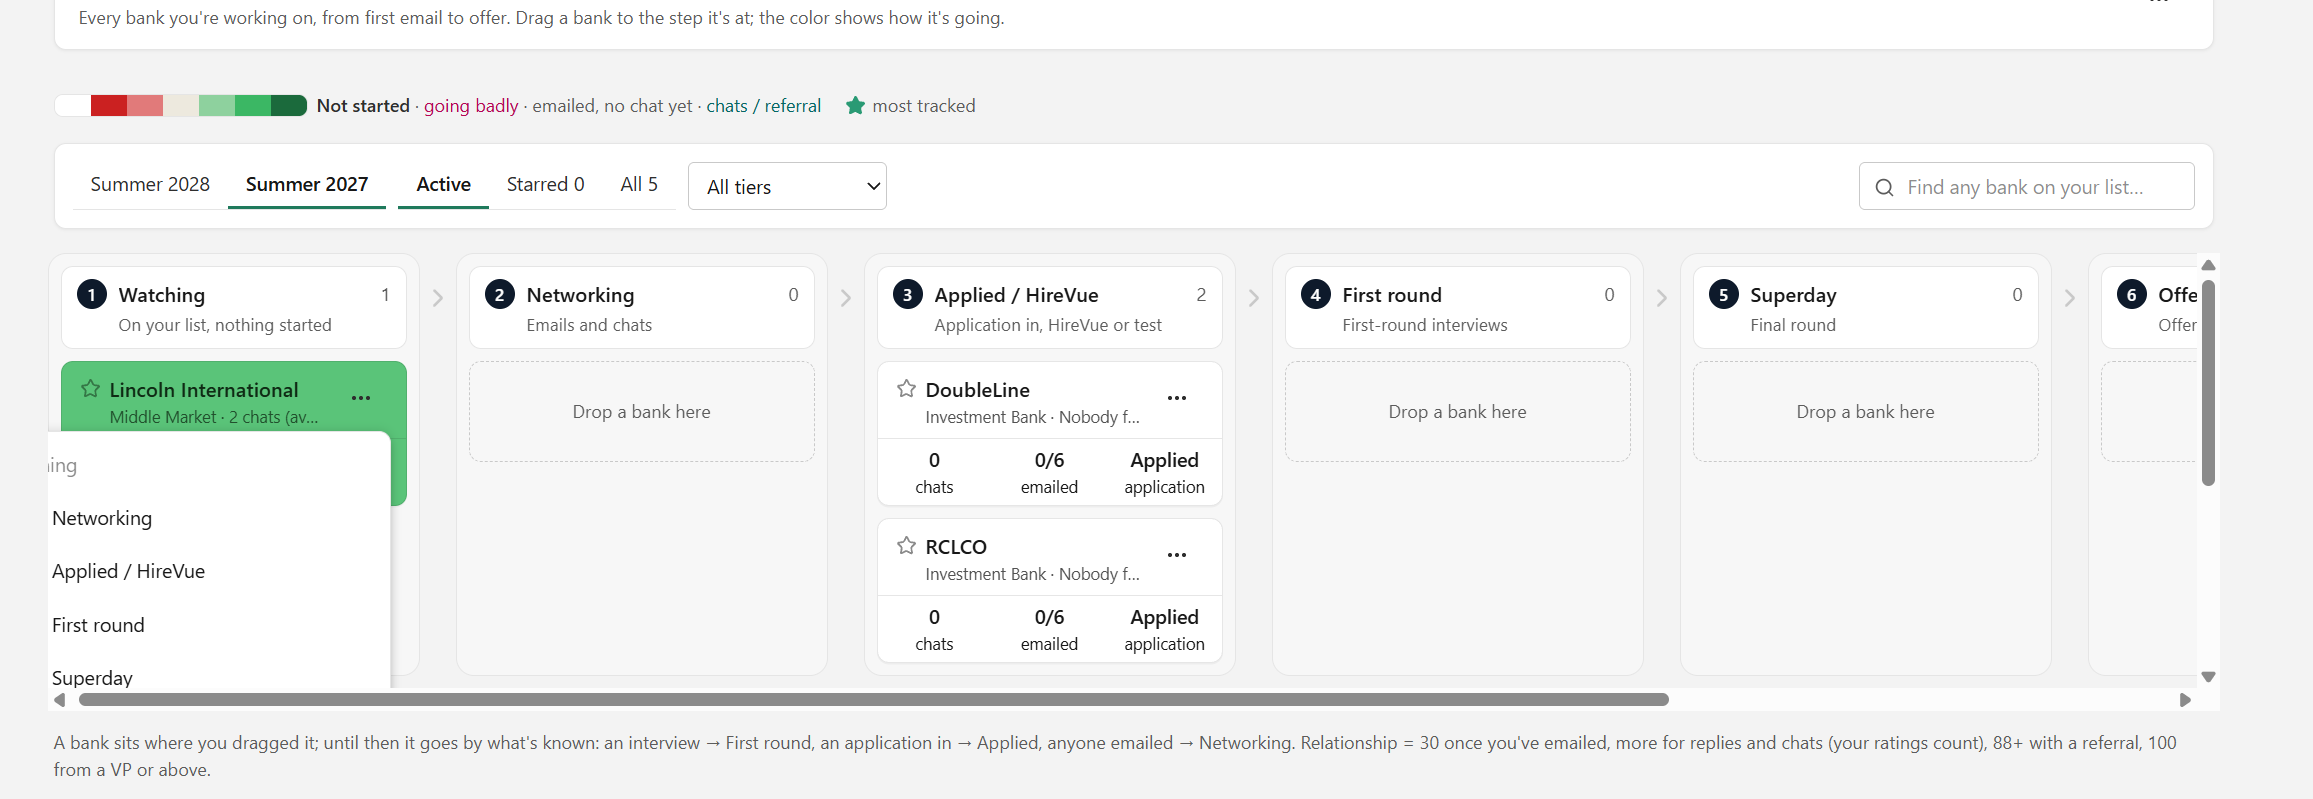 Every bank you're working on, from first email to offer. Drag a bank to the step it's at; the color shows how it's going.
Not started · going badly · emailed, no chat yet · chats / referral
most tracked
Summer 2028
Summer 2027
Active
Starred 0
All 5
All tiers
Find any bank on your list...
1 Watching 1
On your list, nothing started
2 Networking 0
Emails and chats
3 Applied / HireVue 2
Application in, HireVue or test
4 First round 0
First-round interviews
5 Superday 0
Final round
6 Offe
Offer
Lincoln International
Middle Market · 2 chats (av...
ing
Networking
Applied / HireVue
First round
Superday
Drop a bank here
DoubleLine
Investment Bank · Nobody f...
0 0/6 Applied
chats emailed application
RCLCO
Investment Bank · Nobody f...
0 0/6 Applied
chats emailed application
Drop a bank here
Drop a bank here
A bank sits where you dragged it; until then it goes by what's known: an interview → First round, an application in → Applied, anyone emailed → Networking. Relationship = 30 once you've emailed, more for replies and chats (your ratings count), 88+ with a referral, 100
from a VP or above.